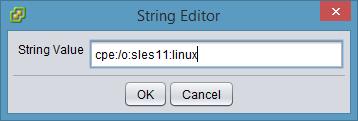 String Editor
String Value cpe:/o:sles11:linux
OK Cancel